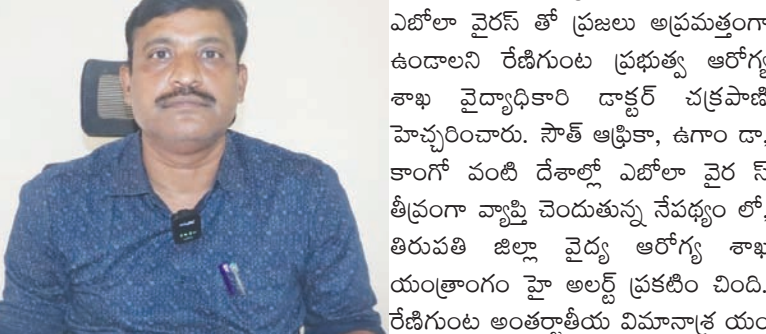 ఎబోలా వైరస్ తో ప్రజలు అప్రమత్తంగా
ఉండాలని రేణిగుంట ప్రభుత్వ ఆరోగ్య
శాఖ వైద్యాధికారి డాక్టర్ చక్రపాణి
హెచ్చరించారు. సౌత్ ఆఫ్రికా, ఉగాం డా,
కాంగో వంటి దేశాల్లో ఎబోలా వైర స్
తీవ్రంగా వ్యాప్తి చెందుతున్న నేపథ్యం లో,
తిరుపతి జిల్లా వైద్య ఆరోగ్య శాఖ
యంత్రాంగం హై అలర్ట్ ప్రకటిం చింది.
రేణిగుంట అంతర్జాతీయ విమానాశ్ర యం